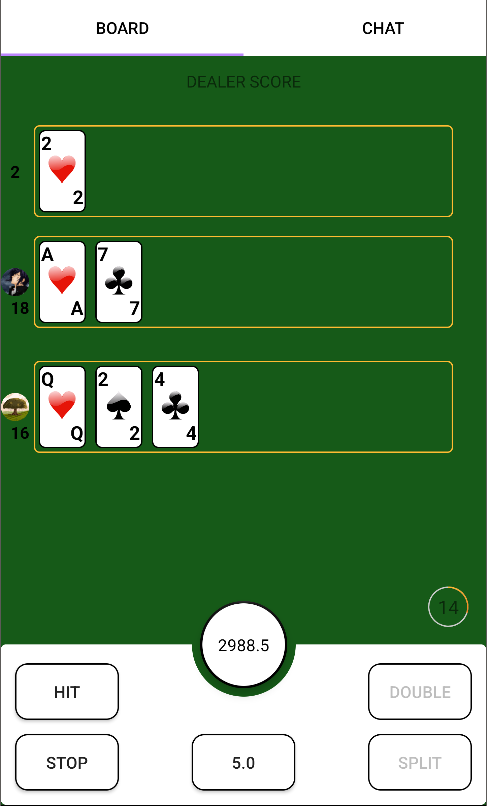 BOARD CHAT
DEALER SCORE
2
2
2
18
A 7
A 7
16
Q 2 4
Q 2 4
14
2988.5
HIT DOUBLE
STOP 5.0 SPLIT